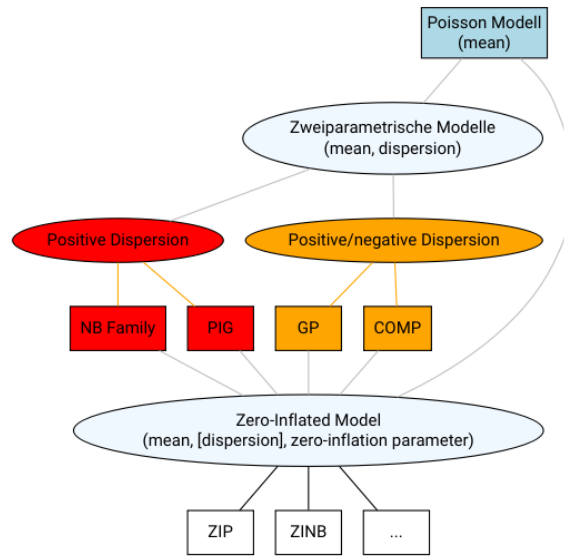 Poisson Modell
(mean)
Zweiparametrische Modelle
(mean, dispersion)
Positive Dispersion
Positive/negative Dispersion
NB Family
PIG
GP
COMP
Zero-Inflated Model
(mean, [dispersion], zero-inflation parameter)
ZIP
ZINB
...